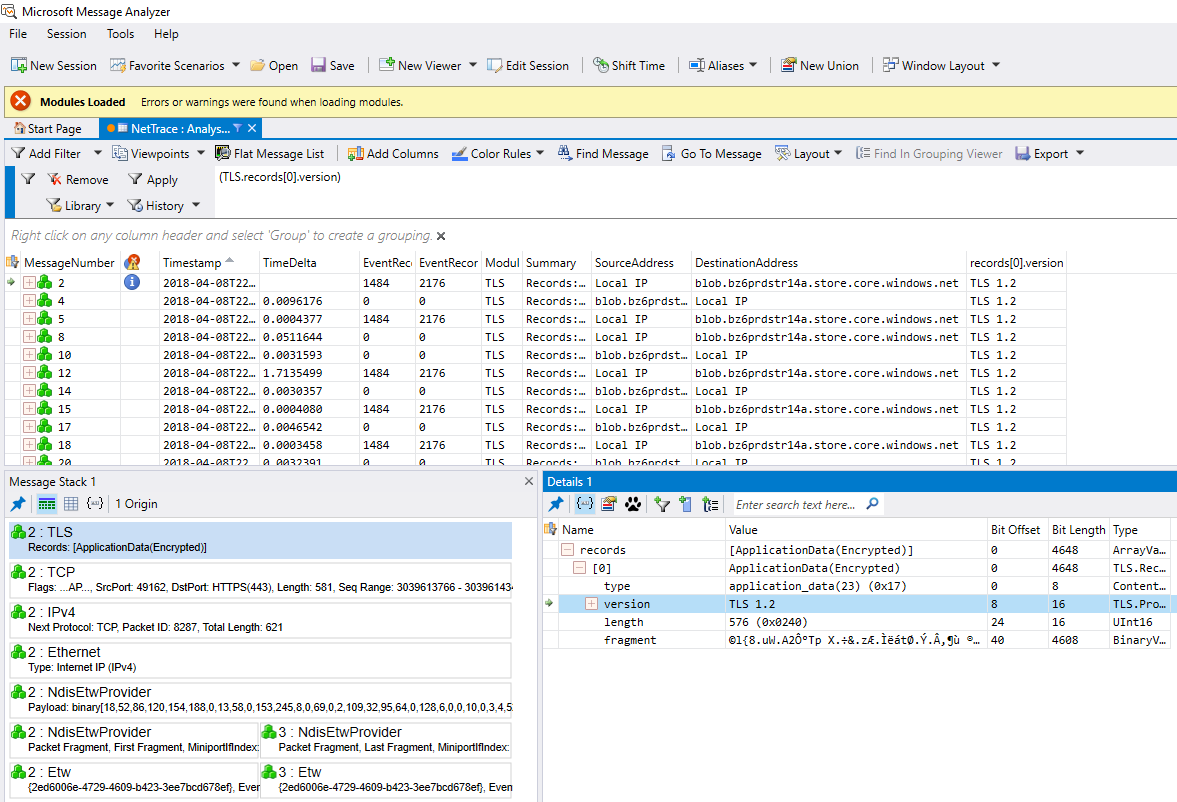 Microsoft Message Analyzer
File Session Tools Help
New Session Favorite Scenarios Open Save New Viewer Edit Session Shift Time Aliases New Union Window Layout
Modules Loaded Errors or warnings were found when loading modules.
Start Page NetTrace : Analys...
Add Filter Viewpoints Flat Message List Add Columns Color Rules Find Message Go To Message Layout Find In Grouping Viewer Export
Remove Apply (TLS.records[0].version)
Library History
Right click on any column header and select 'Group' to create a grouping.
MessageNumber Timestamp TimeDelta EventRec EventRecor Modul Summary SourceAddress DestinationAddress records[0].version
2 2018-04-08T22… 1484 2176 TLS Records:… Local IP blob.bz6prdstr14a.store.core.windows.net TLS 1.2
4 2018-04-08T22… 0.0096176 0 0 TLS Records:… blob.bz6prdst… Local IP TLS 1.2
5 2018-04-08T22… 0.0004377 1484 2176 TLS Records:… Local IP blob.bz6prdstr14a.store.core.windows.net TLS 1.2
8 2018-04-08T22… 0.0511644 0 0 TLS Records:… Local IP blob.bz6prdstr14a.store.core.windows.net TLS 1.2
10 2018-04-08T22… 0.0031593 0 0 TLS Records:… blob.bz6prdst… Local IP TLS 1.2
12 2018-04-08T22… 1.7135499 1484 2176 TLS Records:… Local IP blob.bz6prdstr14a.store.core.windows.net TLS 1.2
14 2018-04-08T22… 0.0030357 0 0 TLS Records:… blob.bz6prdst… Local IP TLS 1.2
15 2018-04-08T22… 0.0004080 1484 2176 TLS Records:… Local IP blob.bz6prdstr14a.store.core.windows.net TLS 1.2
17 2018-04-08T22… 0.0046542 0 0 TLS Records:… blob.bz6prdst… Local IP TLS 1.2
18 2018-04-08T22… 0.0003458 1484 2176 TLS Records:… Local IP blob.bz6prdstr14a.store.core.windows.net TLS 1.2
20 2018-04-08T22… 0.0032391 0 0 TLS Records:… blob.bz6prdst… Local IP TLS 1.2
Message Stack 1
1 Origin
2 : TLS
Records: [ApplicationData(Encrypted)]
2 : TCP
Flags: ...AP..., SrcPort: 49162, DstPort: HTTPS(443), Length: 581, Seq Range: 3039613766 - 303961434
2 : IPv4
Next Protocol: TCP, Packet ID: 8287, Total Length: 621
2 : Ethernet
Type: Internet IP (IPv4)
2 : NdisEtwProvider
Payload: binary[18,52,86,120,154,188,0,13,58,0,153,245,8,0,69,0,2,109,32,95,64,0,128,6,0,0,10,0,3,4,52
2 : NdisEtwProvider 3 : NdisEtwProvider
Packet Fragment, First Fragment, MiniportIfIndex: Packet Fragment, Last Fragment, MiniportIfIndex:
2 : Etw 3 : Etw
{2ed6006e-4729-4609-b423-3ee7bcd678ef}, Even {2ed6006e-4729-4609-b423-3ee7bcd678ef}, Even
Details 1
Enter search text here...
Name Value Bit Offset Bit Length Type
records [ApplicationData(Encrypted)] 0 4648 ArrayVa…
[0] ApplicationData(Encrypted) 0 4648 TLS.Rec…
type application_data(23) (0x17) 0 8 Content…
version TLS 1.2 8 16 TLS.Pro…
length 576 (0x0240) 24 16 UInt16
fragment 40 4608 BinaryV…